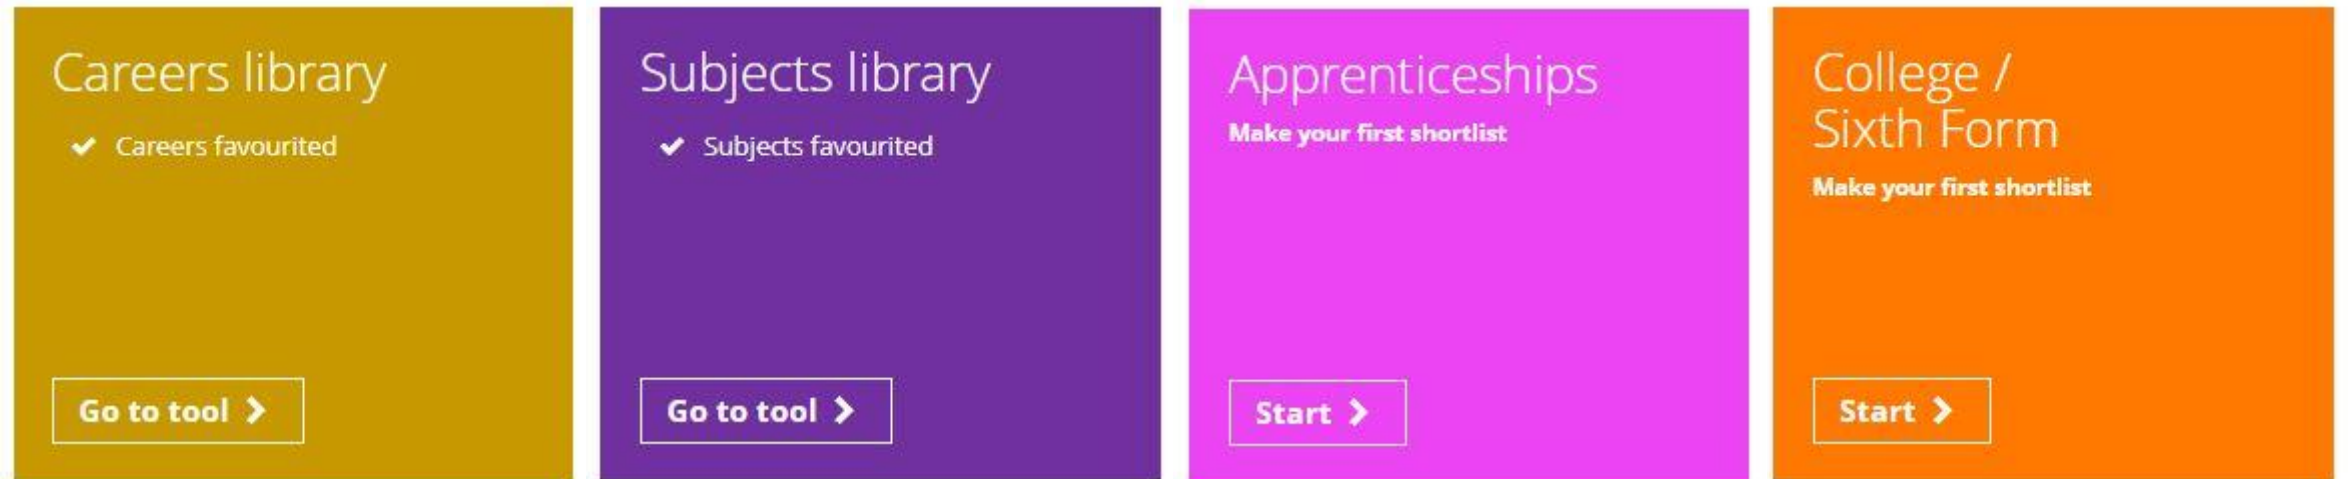 Careers library
Careers favourited
Go to tool
Subjects library
Subjects favourited
Go to tool
Apprenticeships
Make your first shortlist
Start
College /
Sixth Form
Make your first shortlist
Start